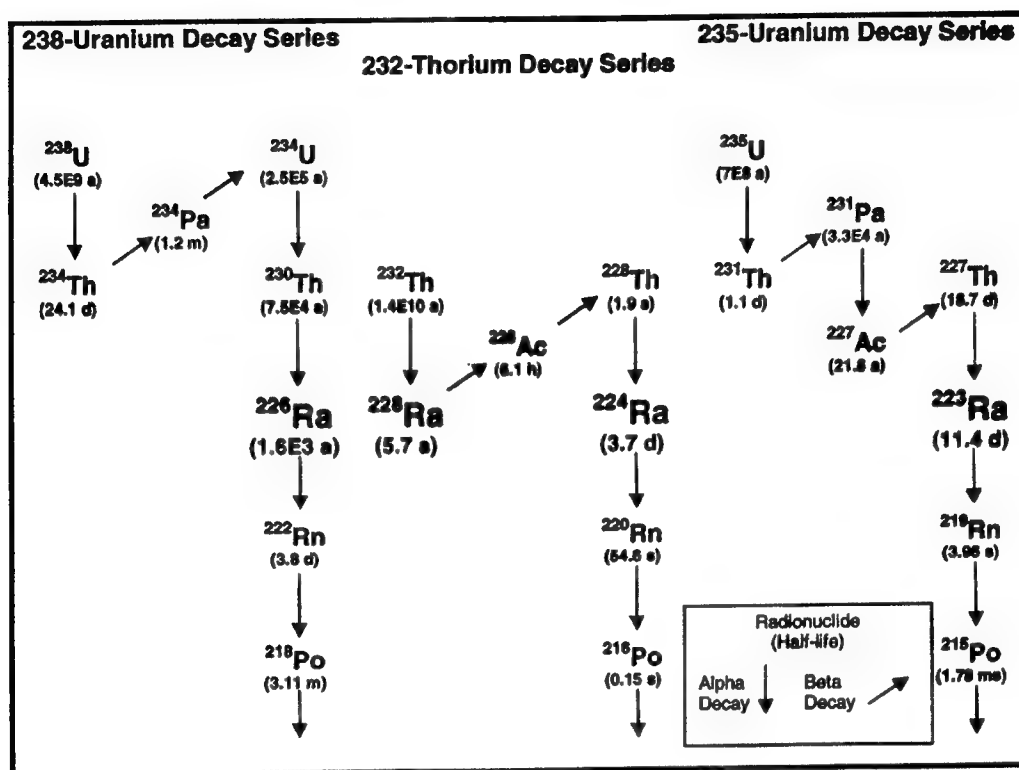 238-Uranium Decay Series
232-Thorium Decay Series
235-Uranium Decay Series
²³⁸U
(4.5E9 a)
²³⁴Th
(24.1 d)
²³⁴Pa
(1.2 m)
²³⁴U
(2.5E5 a)
²³⁰Th
(7.5E4 a)
²²⁶Ra
(1.6E3 a)
²²²Rn
(3.8 d)
²¹⁸Po
(3.11 m)
²³²Th
(1.4E10 a)
²²⁸Ra
(5.7 a)
²²⁸Ac
(6.1 h)
²²⁸Th
(1.9 a)
²²⁴Ra
(3.7 d)
²²⁰Rn
(54.6 s)
²¹⁶Po
(0.15 s)
²³⁵U
(7E8 a)
²³¹Th
(1.1 d)
²³¹Pa
(3.3E4 a)
²²⁷Ac
(21.8 a)
²²⁷Th
(18.7 d)
²²³Ra
(11.4 d)
²¹⁹Rn
(3.96 s)
²¹⁵Po
(1.78 ms)
Radionuclide
(Half-life)
Alpha
Decay
Beta
Decay